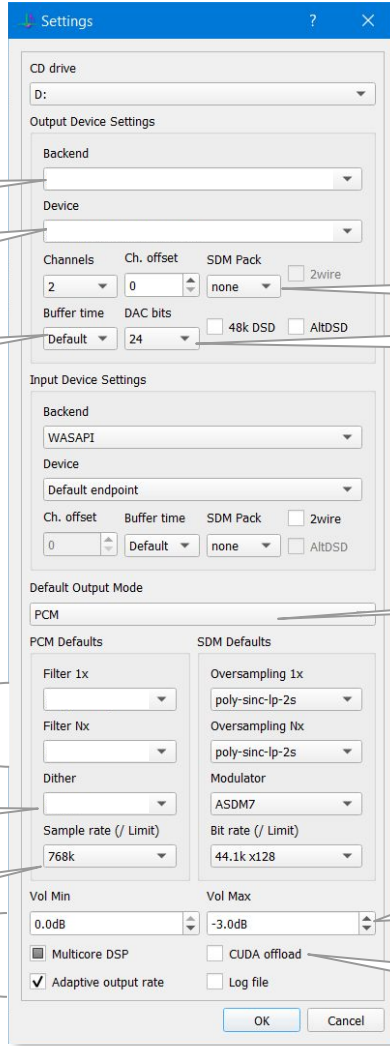 Settings ?
CD drive
D:
Output Device Settings
Backend
Device
Channels Ch. offset SDM Pack
2 0 none 2wire
Buffer time DAC bits
Default 24 48k DSD AltDSD
Input Device Settings
Backend
WASAPI
Device
Default endpoint
Ch. offset Buffer time SDM Pack 2wire
0 Default none AltDSD
Default Output Mode
PCM
PCM Defaults SDM Defaults
Filter 1x Oversampling 1x
poly-sinc-lp-2s
Filter Nx Oversampling Nx
poly-sinc-lp-2s
Dither Modulator
ASDM7
Sample rate (/ Limit) Bit rate (/ Limit)
768k 44.1k x128
Vol Min Vol Max
0.0dB -3.0dB
Multicore DSP CUDA offload
Adaptive output rate Log file
OK Cancel